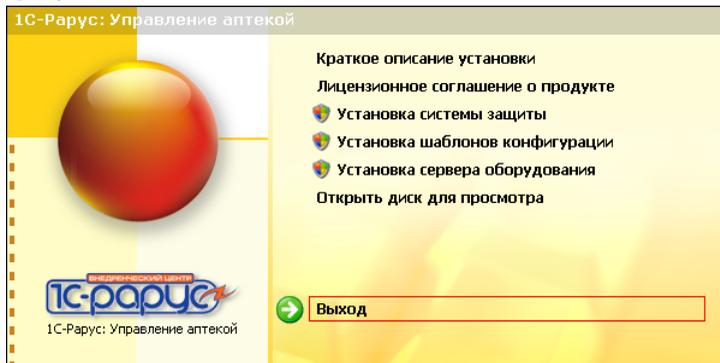 1С-Рарус: Управление аптекой
Краткое описание установки
Лицензионное соглашение о продукте
Установка системы защиты
Установка шаблонов конфигурации
Установка сервера оборудования
Открыть диск для просмотра
ВНЕДРЕНЧЕСКИЙ ЦЕНТР
1С-рарус
1С-Рарус: Управление аптекой
Выход